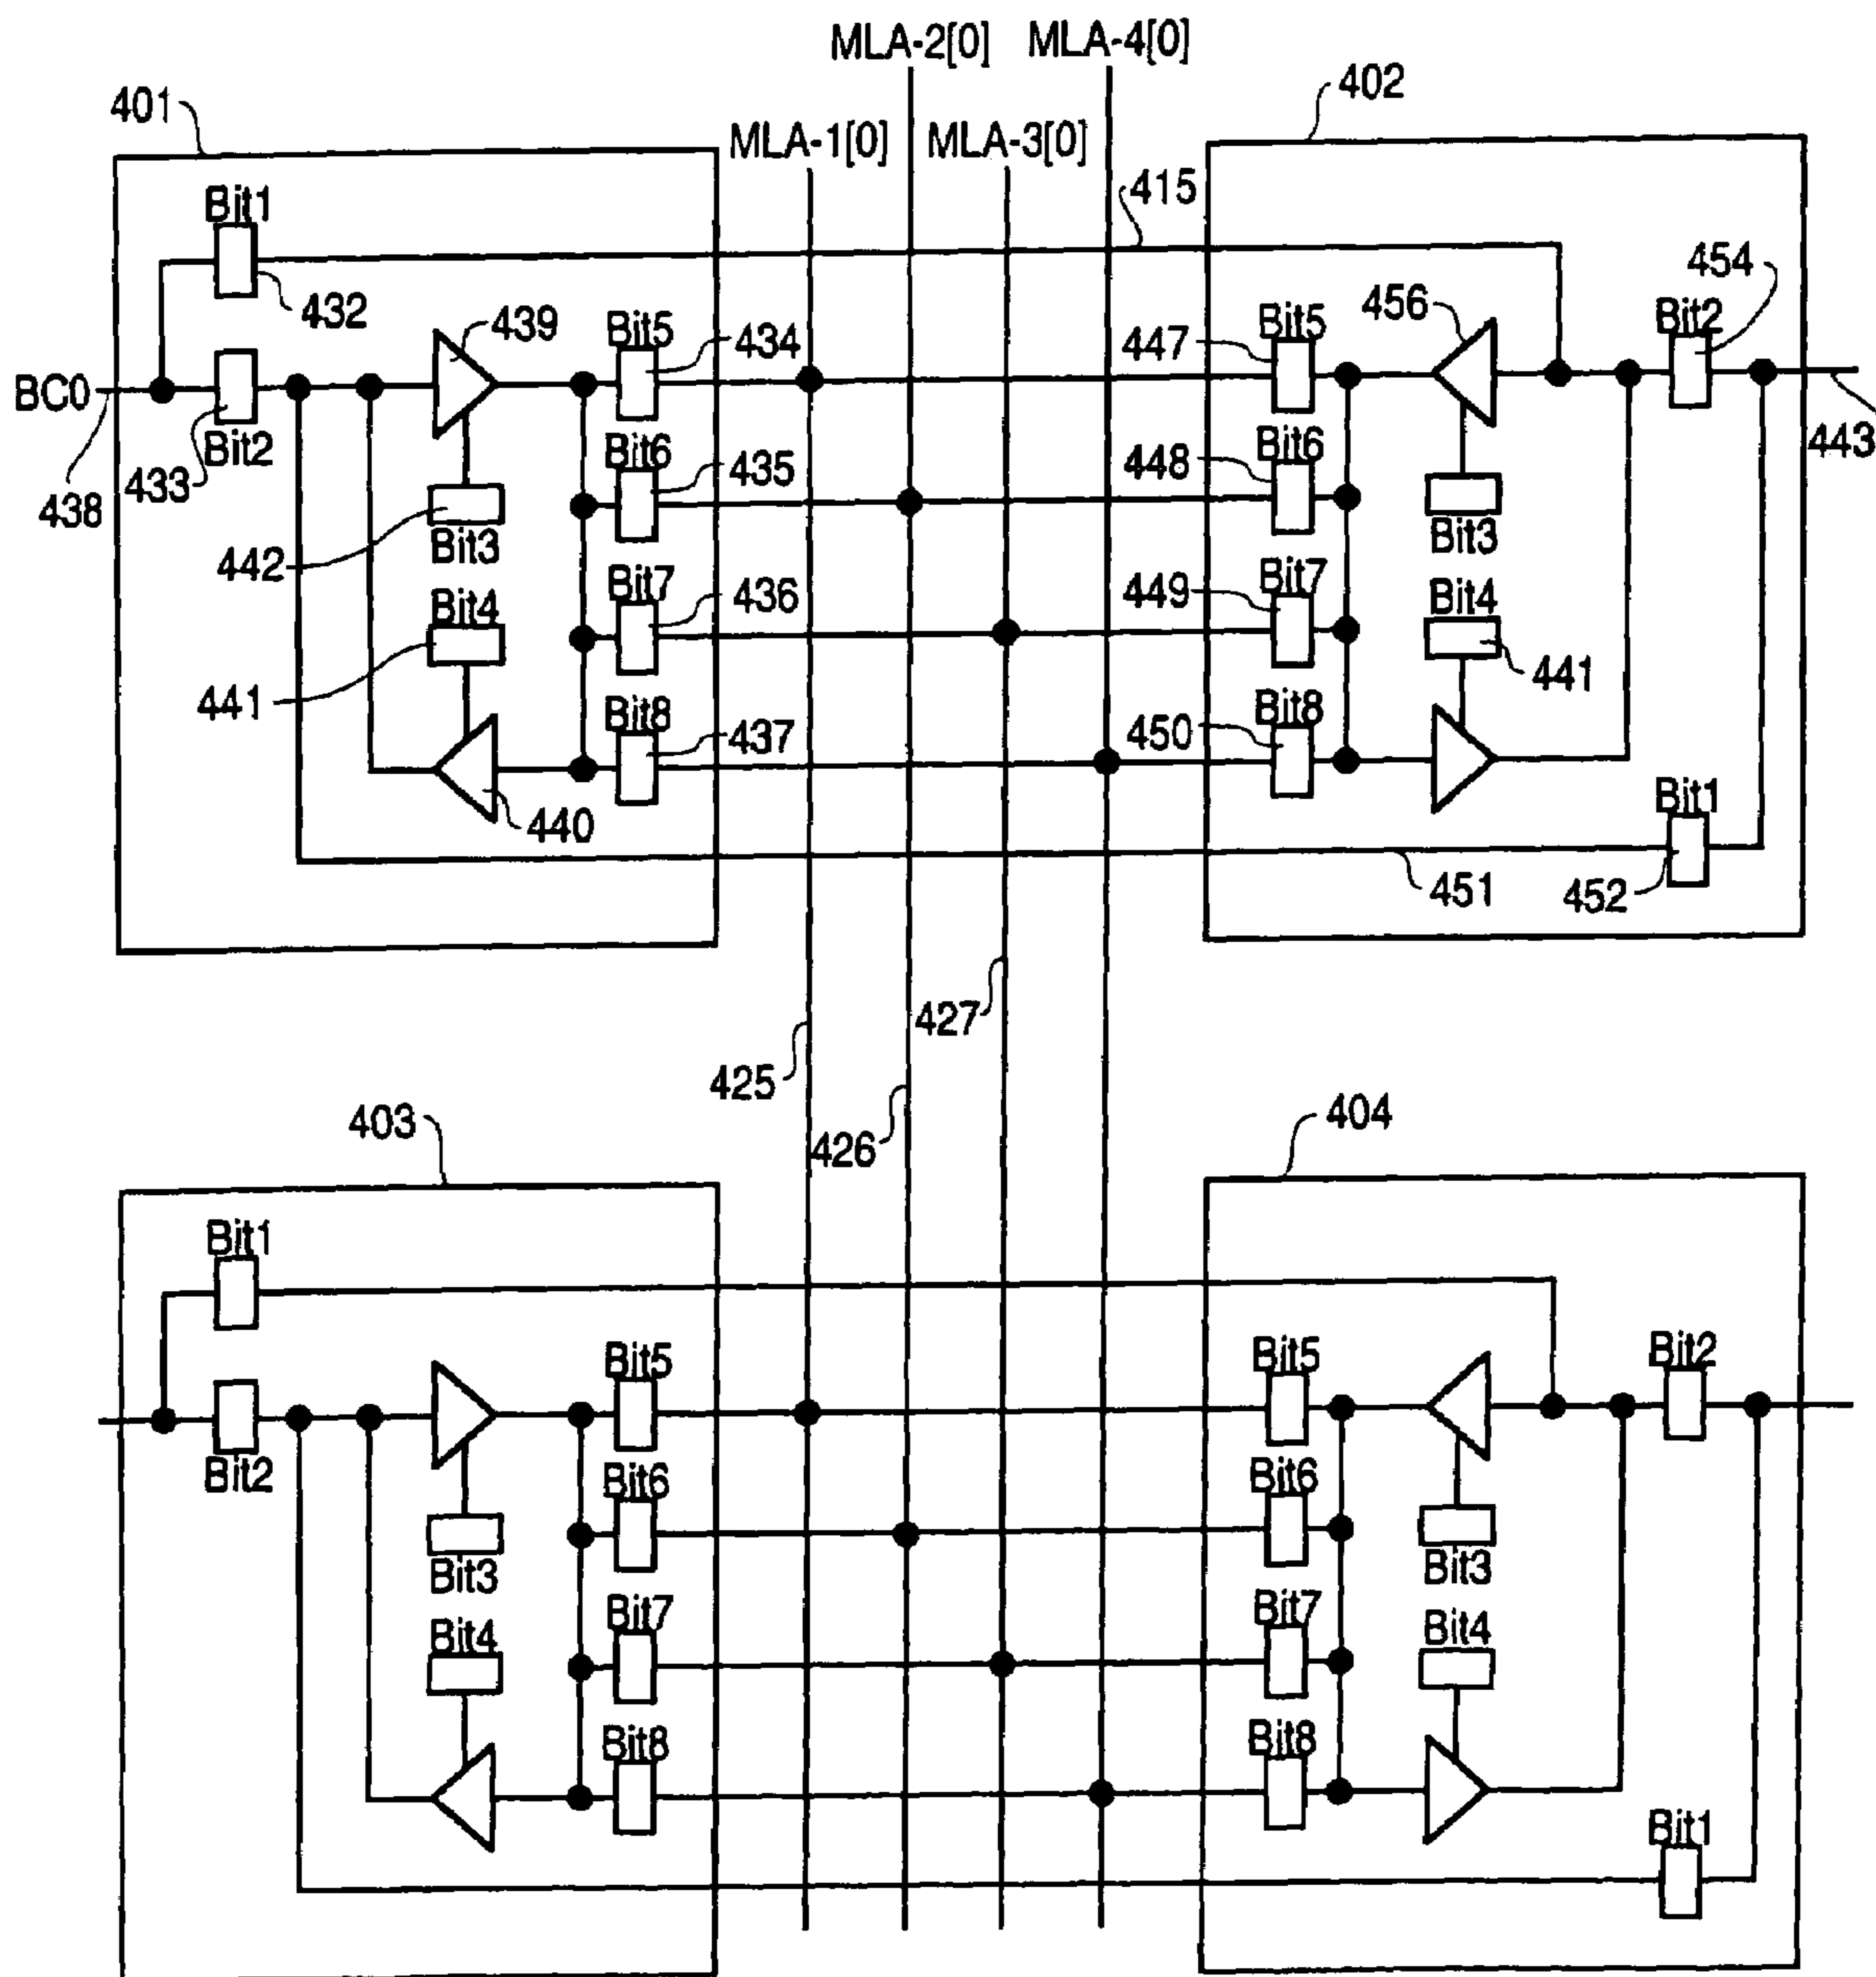 MLA-2[0] MLA-4[0]
401 402
MLA-1[0] MLA-3[0]
415
Bit1
432
454
439 Bit5 434 447 Bit5 456 Bit2
BC0
433 Bit2
438 443
Bit6 435 448 Bit6
442 Bit3 Bit3
Bit7 436 449 Bit7
Bit4 Bit4
441 441
Bit8 437 450 Bit8
440 Bit1
451 452
427
425
426
403 404
Bit1
Bit5 Bit5 Bit2
Bit2
Bit6 Bit6
Bit3 Bit3
Bit7 Bit7
Bit4 Bit4
Bit8 Bit8
Bit1